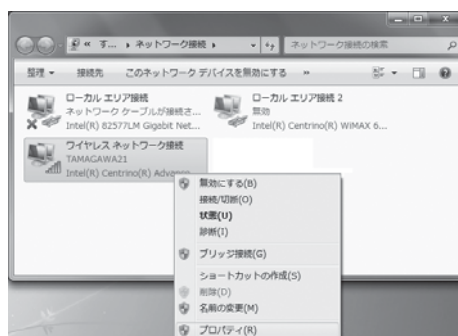 « す... ▸ ネットワーク接続 ▸
ネットワーク接続の検索
整理 ▾ 接続先 このネットワーク デバイスを無効にする »
ローカル エリア接続
ネットワーク ケーブルが接続さ...
Intel(R) 82577LM Gigabit Net...
ローカル エリア接続 2
無効
Intel(R) Centrino(R) WiMAX 6...
ワイヤレス ネットワーク接続
TAMAGAWA21
Intel(R) Centrino(R) Advance
無効にする(B)
接続/切断(O)
状態(U)
診断(I)
ブリッジ接続(G)
ショートカットの作成(S)
削除(D)
名前の変更(M)
プロパティ(R)